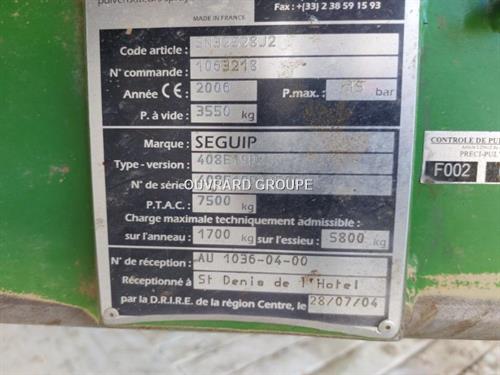 pulvérisateurs
MADE IN FRANCE
Fax : +(33) 2 38 59 15 93
Code article :
N° commande : 1063218
Année CE : 2006 P.max. : bar
P. à vide : 3550 kg
Marque : SEGUIP
Type - version :
N° de série
OUVRARD GROUPE
P.T.A.C. : 7500 kg
Charge maximale techniquement admissible :
sur l'anneau : 1700 kg sur l'essieu : 5800 kg
N° de réception : AU 1036-04-00
Réceptionné à St Denis de l'Hotel
par la D.R.I.R.E. de la région Centre, le 28/07/04
CONTROLE DE
F002